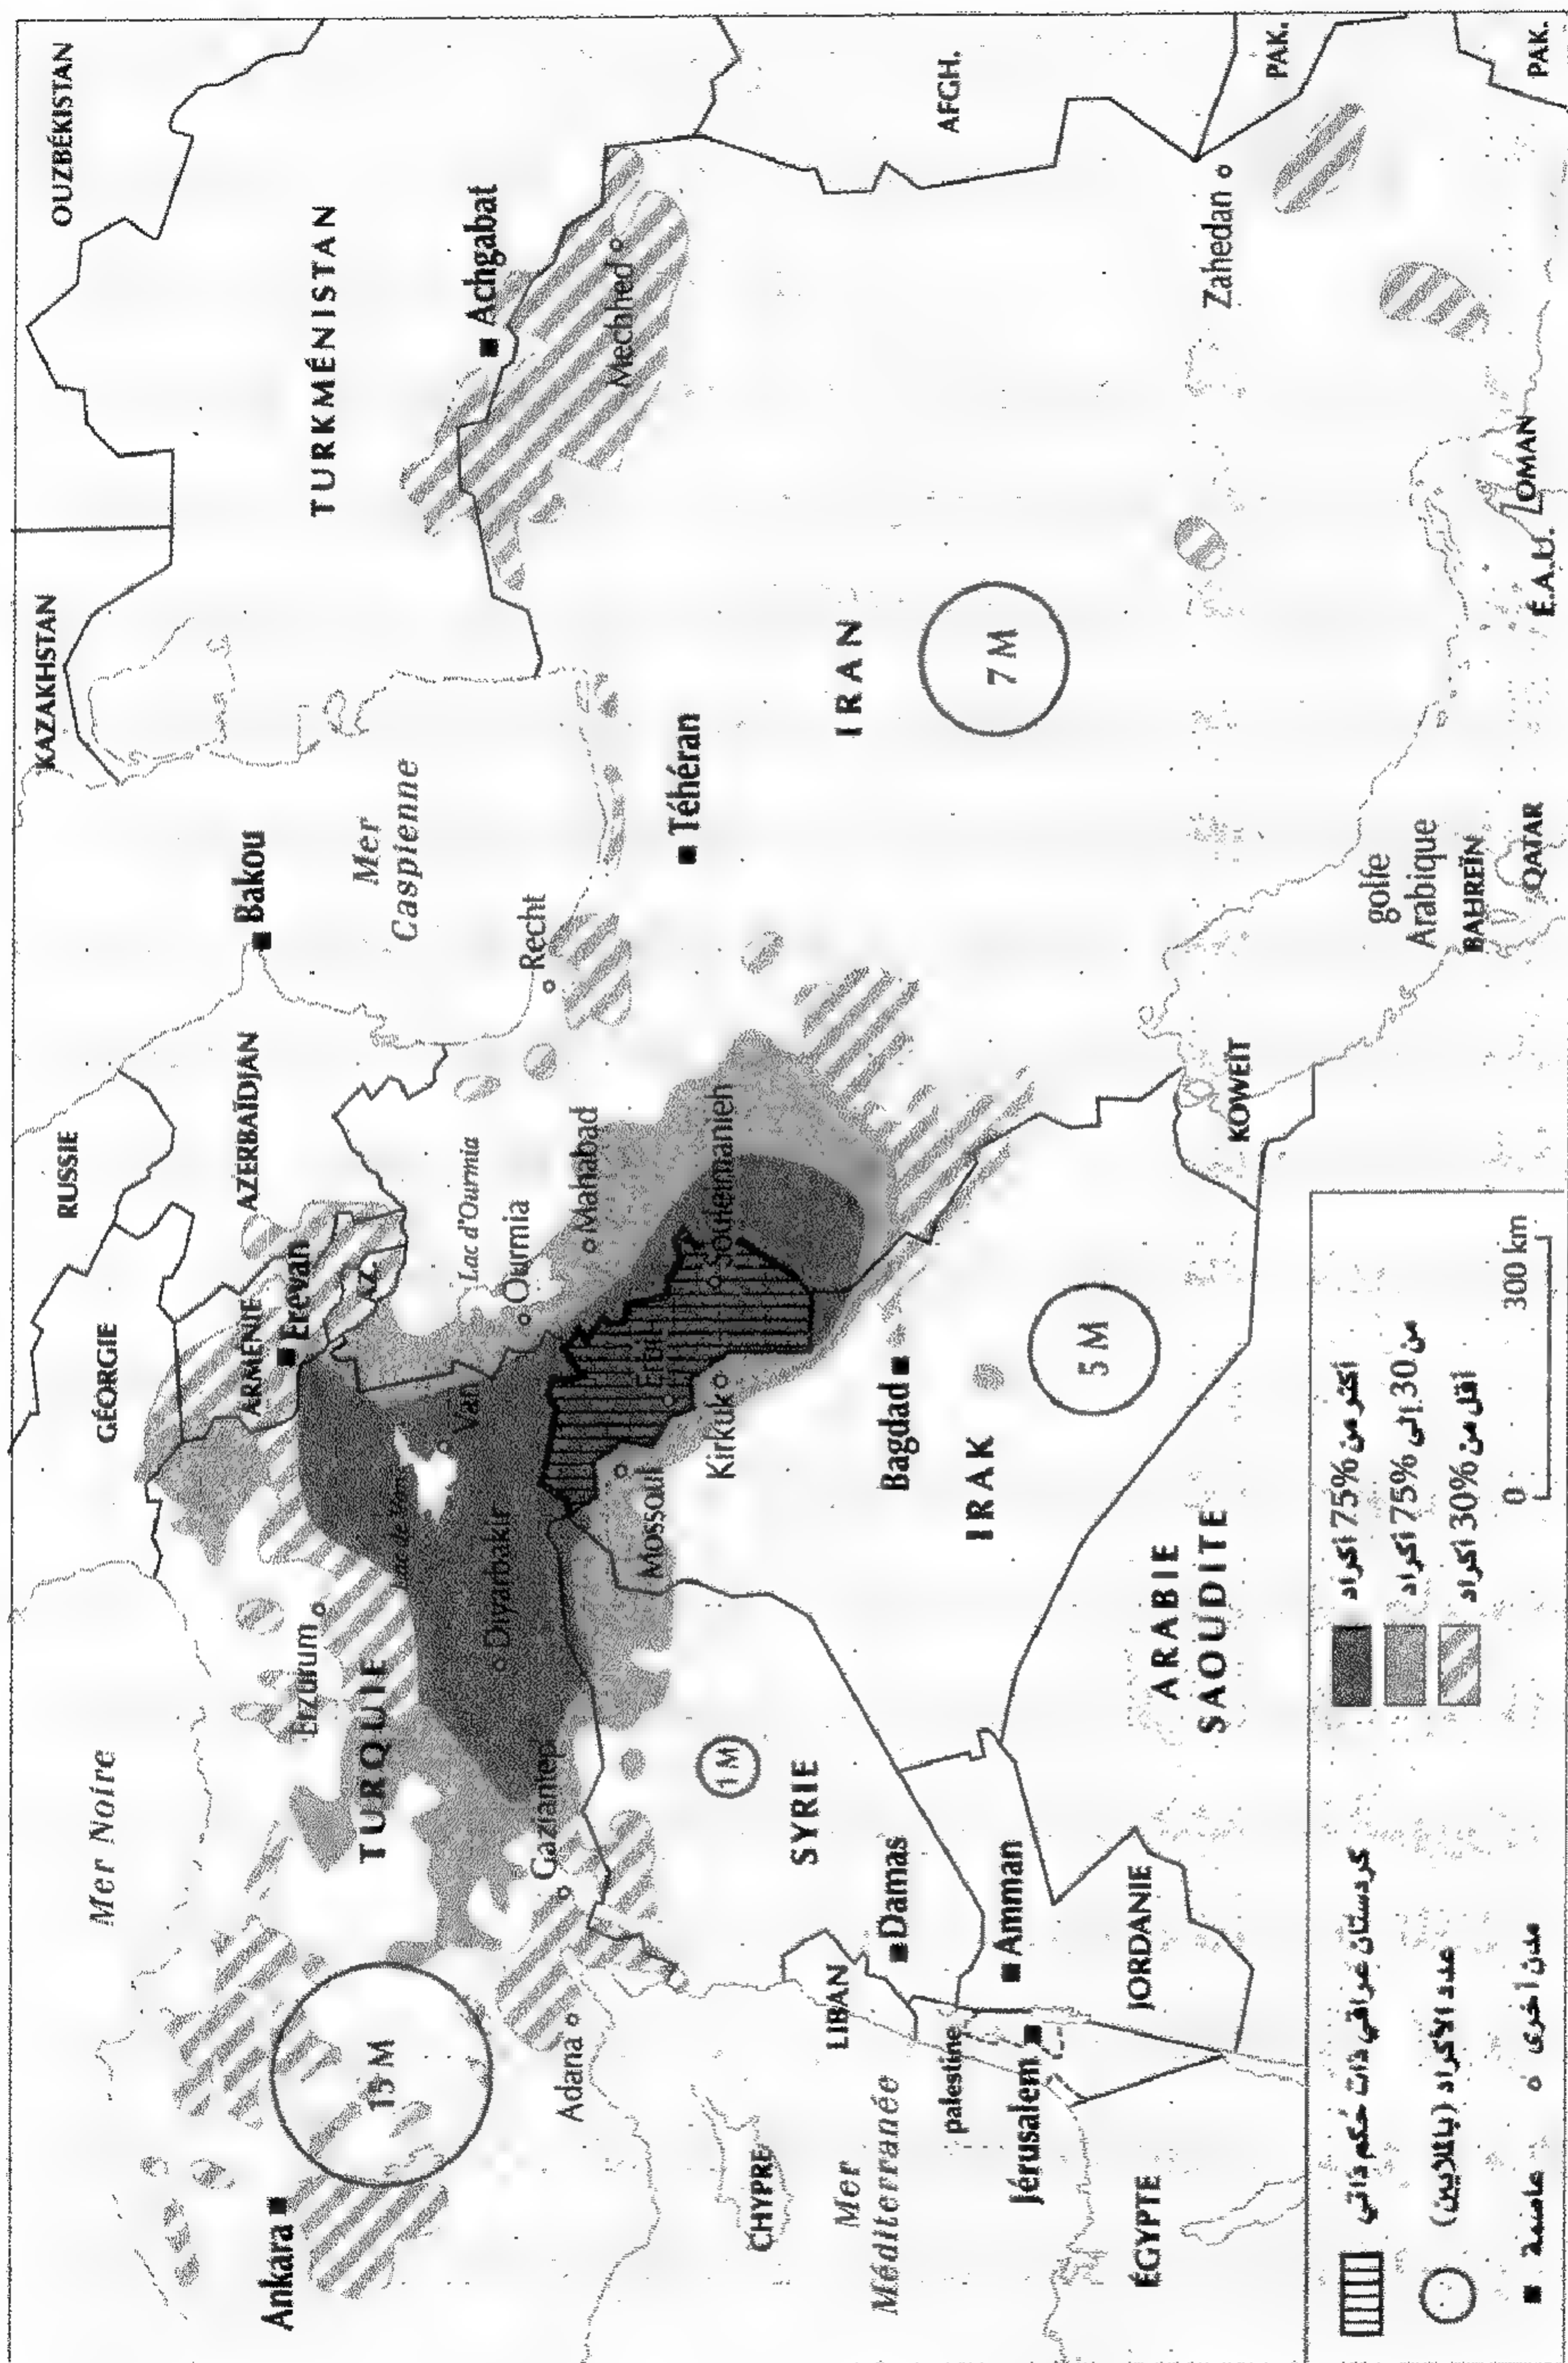 OUZBÉKISTAN
KAZAKHSTAN
RUSSIE
GÉORGIE
Mer Noire
TURKMÉNISTAN
Achgabat
Bakou
AZERBAÏDJAN
ARMÉNIE
Erevan
AZ.
Mer
Caspienne
Mechhed
Recht
Lac d'Ourmia
Ourmia
Mahabad
Erzurum
Lac de Van
Van
TURQUIE
Diyarbakir
Gaziantep
Adana
Ankara
15 M
Téhéran
IRAN
7 M
AFGH.
PAK.
PAK.
Zahedan
Souleimanieh
Kirkuk
Mossoul
Bagdad
IRAK
5 M
SYRIE
1 M
Damas
LIBAN
Amman
JORDANIE
palestine
Jérusalem
CHYPRE
Mer
Méditerranée
ÉGYPTE
ARABIE
SAOUDITE
KOWEÏT
golfe
Arabique
BAHREÏN
QATAR
É.A.U.
OMAN
كردستان عراقي ذات حكم ذاتي
عدد الأكراد (بالملايين)
عاصمة
مدن أخرى
أكثر من 75% أكراد
من 30 إلى 75% أكراد
أقل من 30% أكراد
0 300 km